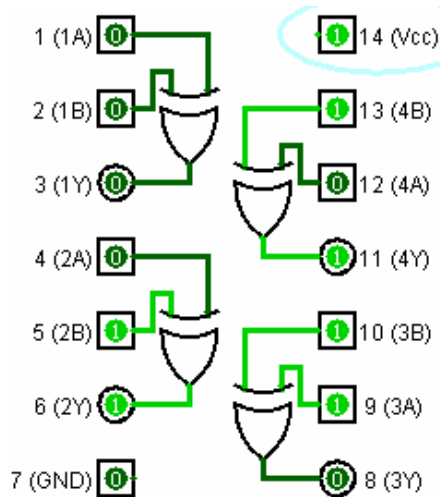 1 (1A) 0
2 (1B) 0
3 (1Y) 0
4 (2A) 0
5 (2B) 1
6 (2Y) 1
7 (GND) 0
1 14 (Vcc)
1 13 (4B)
0 12 (4A)
1 11 (4Y)
1 10 (3B)
1 9 (3A)
0 8 (3Y)